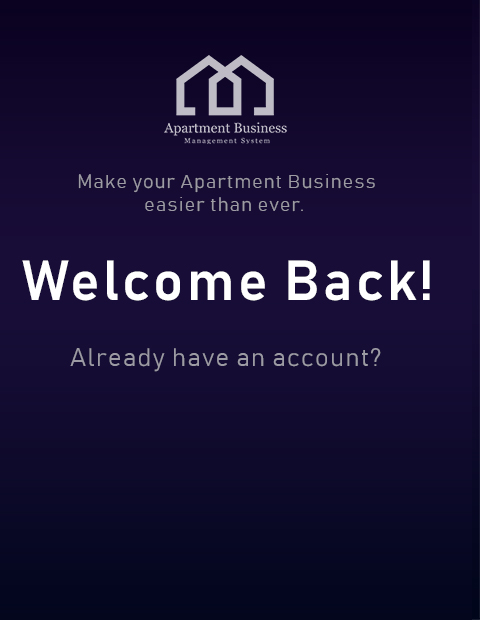 Apartment Business
Management System
Make your Apartment Business
easier than ever.
Welcome Back!
Already have an account?